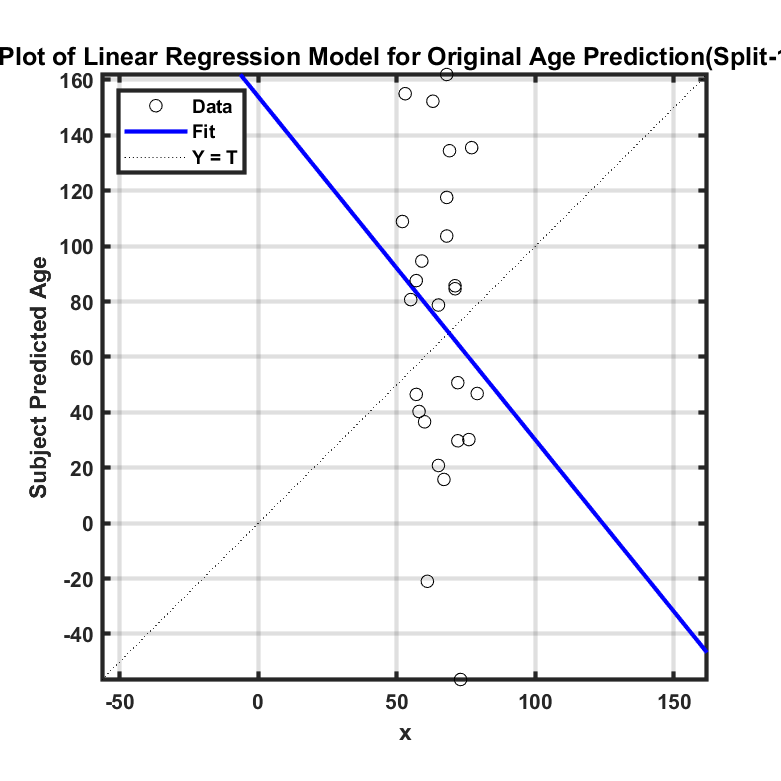 Plot of Linear Regression Model for Original Age Prediction(Split-1
160
140
120
100
80
60
40
20
0
-20
-40
Data
Fit
Y = T
Subject Predicted Age
-50
0
50
100
150
x